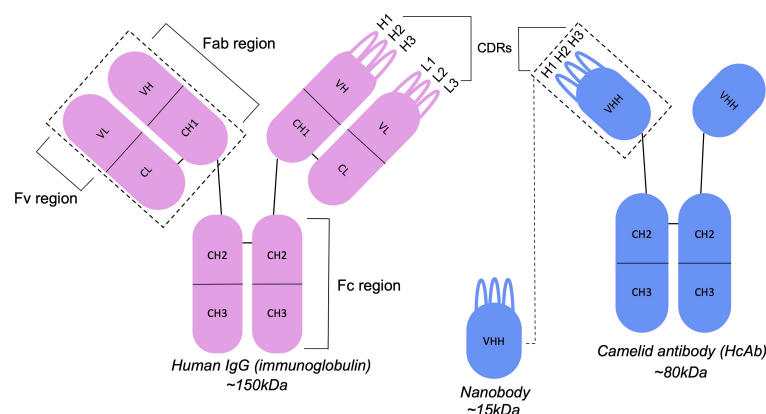 Fab region
VH
CH1
VL
CL
Fv region
H1
H2
H3
L1
L2
L3
VH
CH1
VL
CL
CDRs
H1
H2
H3
VHH
VHH
CH2
CH2
CH3
CH3
Fc region
Human IgG (immunoglobulin)
~150kDa
VHH
Nanobody
~15kDa
CH2
CH2
CH3
CH3
Camelid antibody (HcAb)
~80kDa